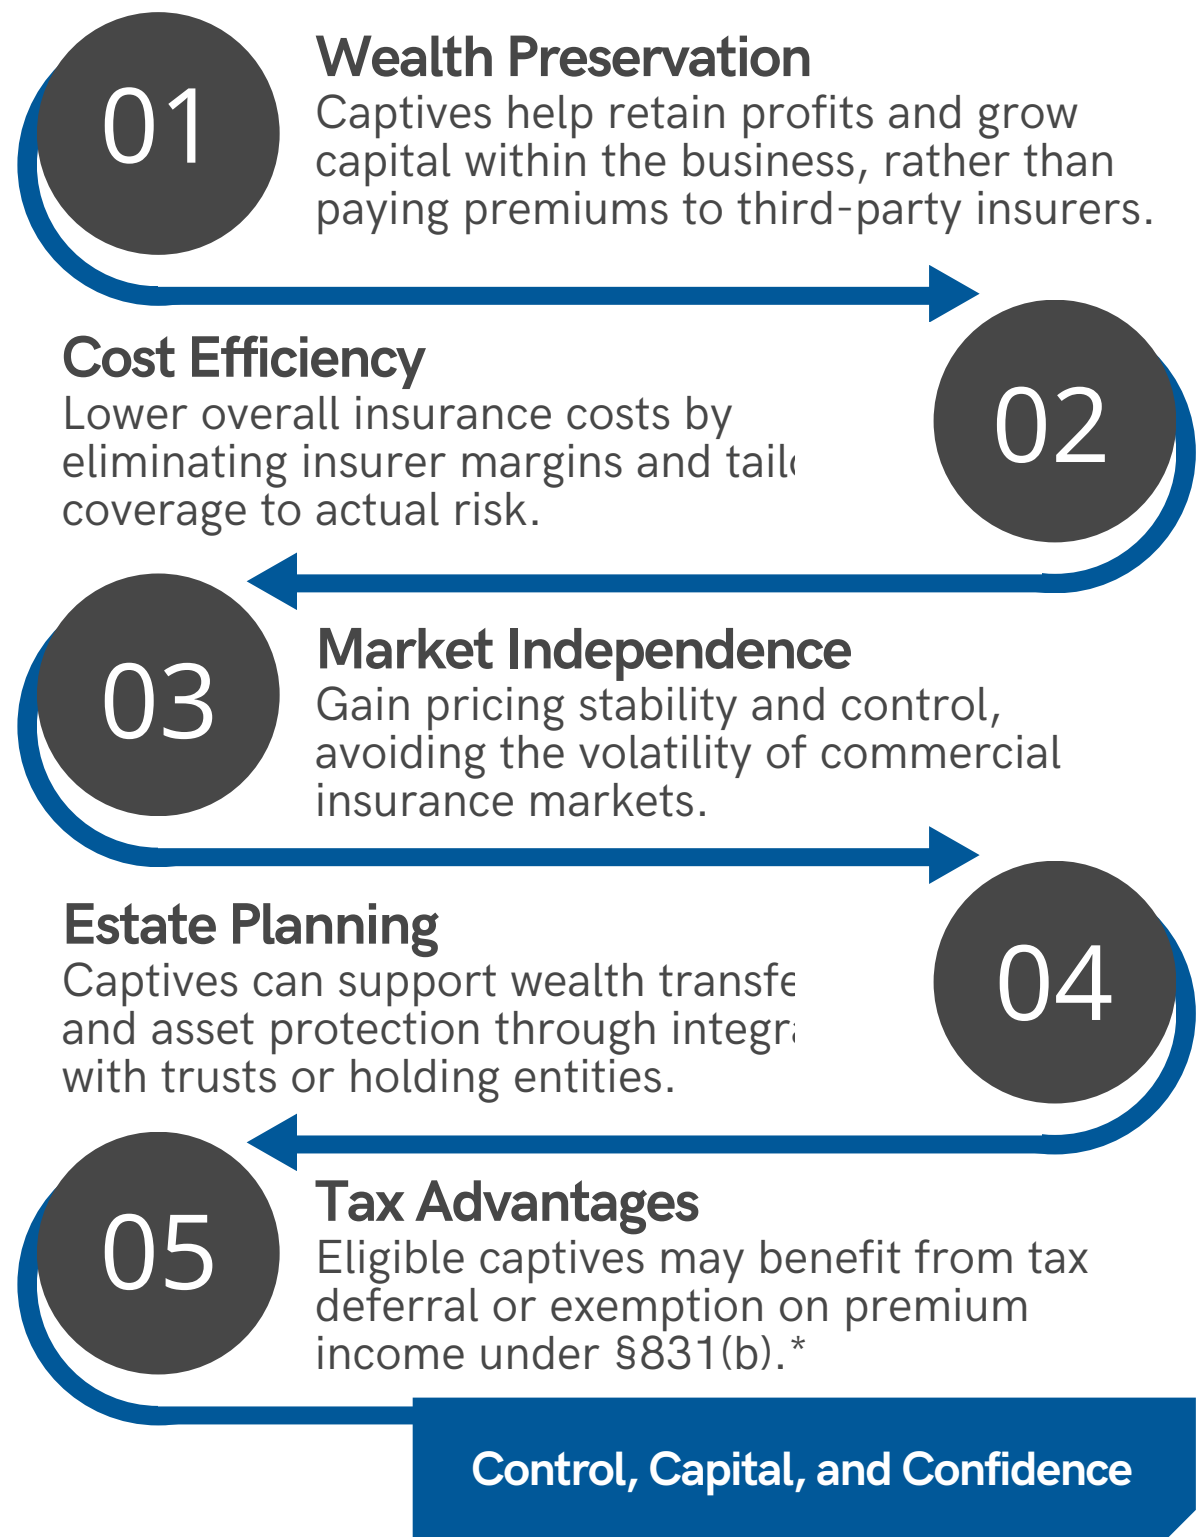 01
Wealth Preservation
Captives help retain profits and grow
capital within the business, rather than
paying premiums to third-party insurers.
02
Cost Efficiency
Lower overall insurance costs by
eliminating insurer margins and
coverage to actual risk.
03
Market Independence
Gain pricing stability and control,
avoiding the volatility of commercial
insurance markets.
04
Estate Planning
Captives can support wealth
and asset protection through
with trusts or holding entities.
05
Tax Advantages
Eligible captives may benefit from tax
deferral or exemption on premium
income under §831(b).*
Control, Capital, and Confidence